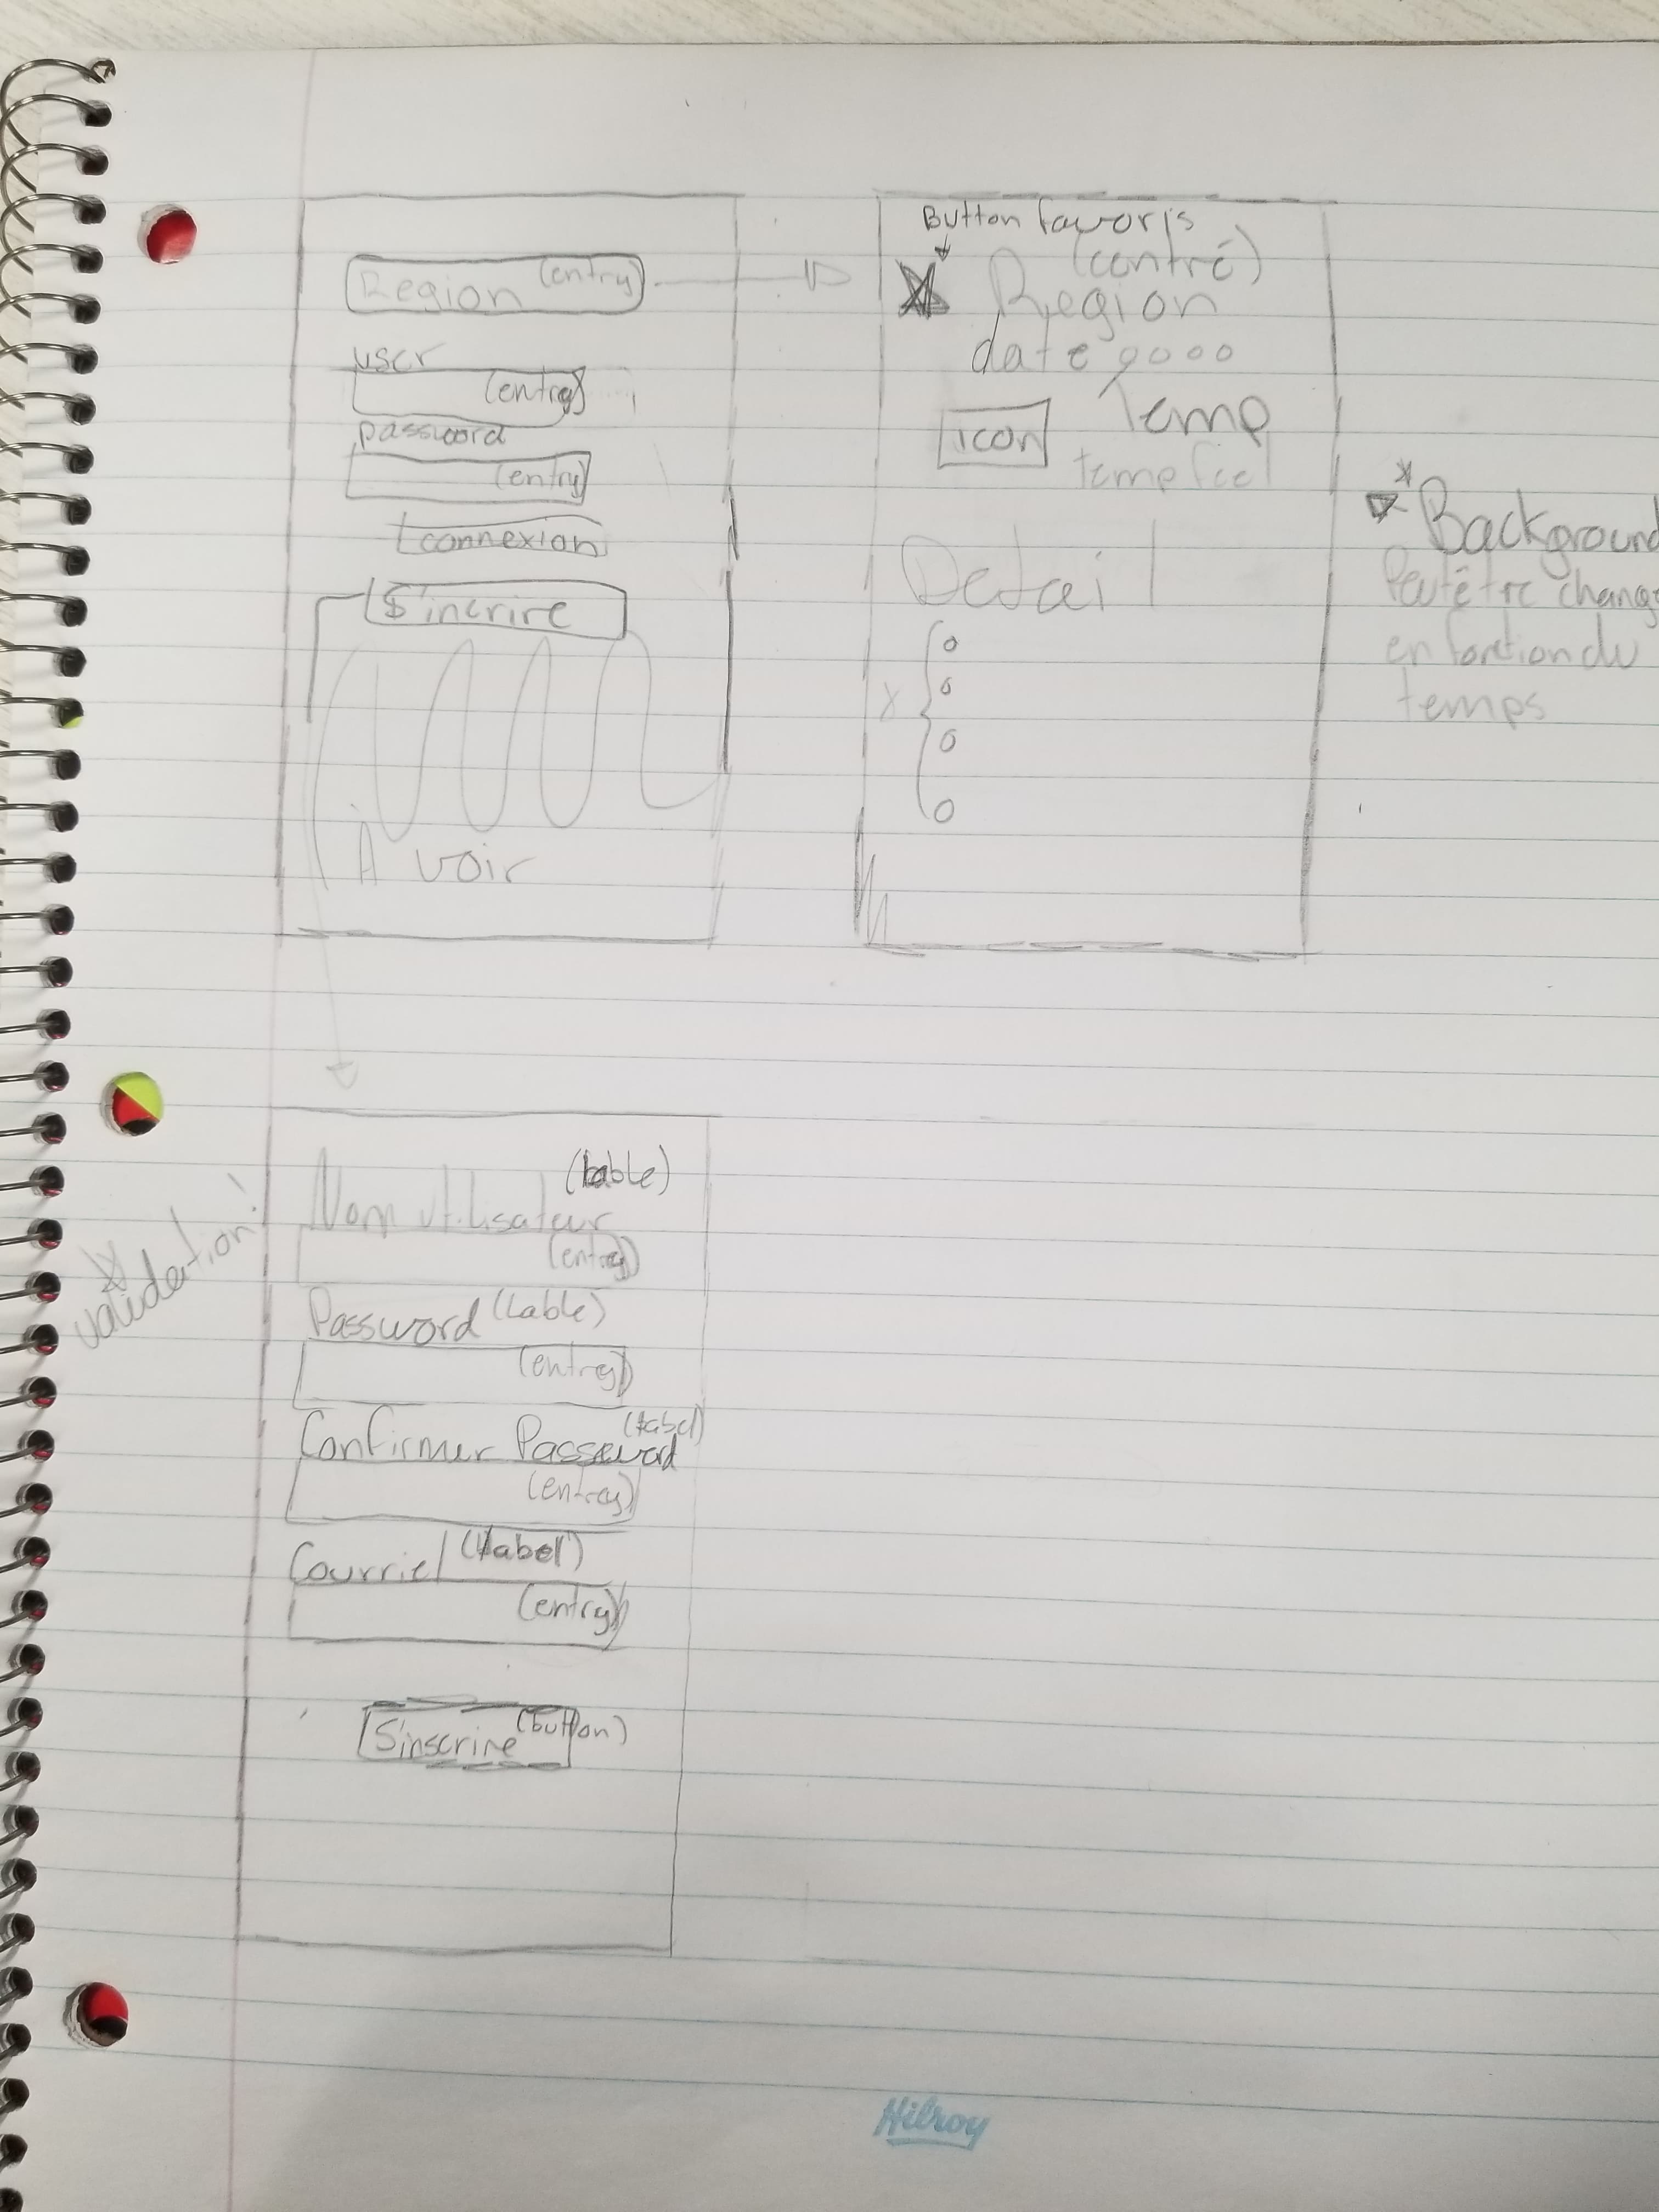 Region (entry)
user
(entry)
password
(entry)
connexion
S'incrire
À voir
Button favoris
(centré)
Region
date
icon
Temp
temp feel
Detail
* Background
Peut être change
en fonction du
temps
validation!
Nom utilisateur (lable)
(entry)
Password (Lable)
(entry)
Confirmer Password (label)
(entry)
Courriel (label)
(entry)
S'inscrire (button)
Hilroy